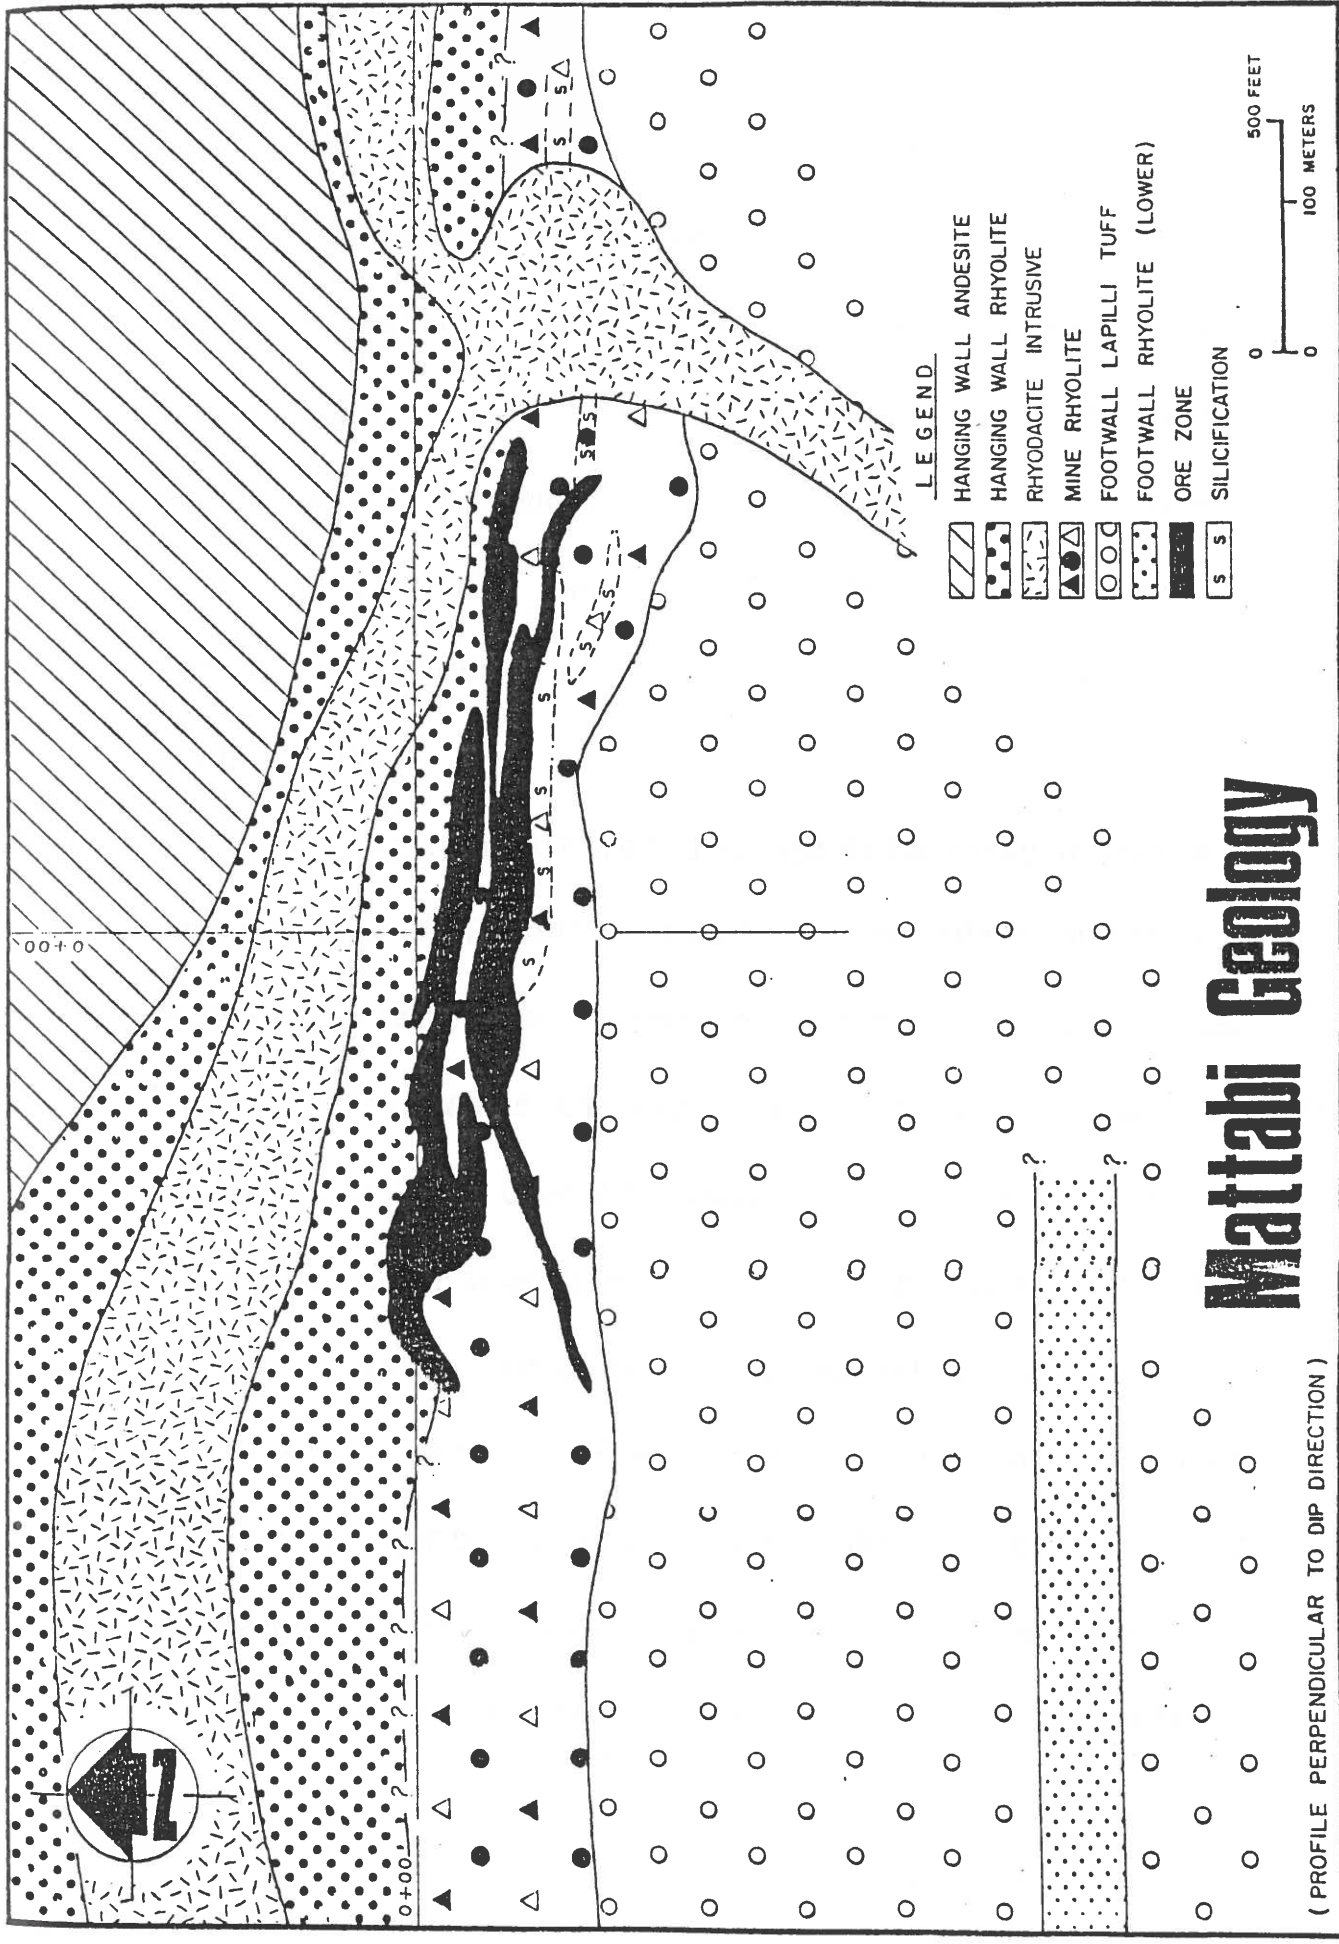 Mattabi Geology
( PROFILE PERPENDICULAR TO DIP DIRECTION )
LEGEND
HANGING WALL ANDESITE
HANGING WALL RHYOLITE
RHYODACITE INTRUSIVE
MINE RHYOLITE
FOOTWALL LAPILLI TUFF
FOOTWALL RHYOLITE (LOWER)
ORE ZONE
S S SILICIFICATION
0 500 FEET
0 100 METERS
0+00
0+00
N
? ? ? ? ?
? ?
? ?
S S S S
S S
S S
S S